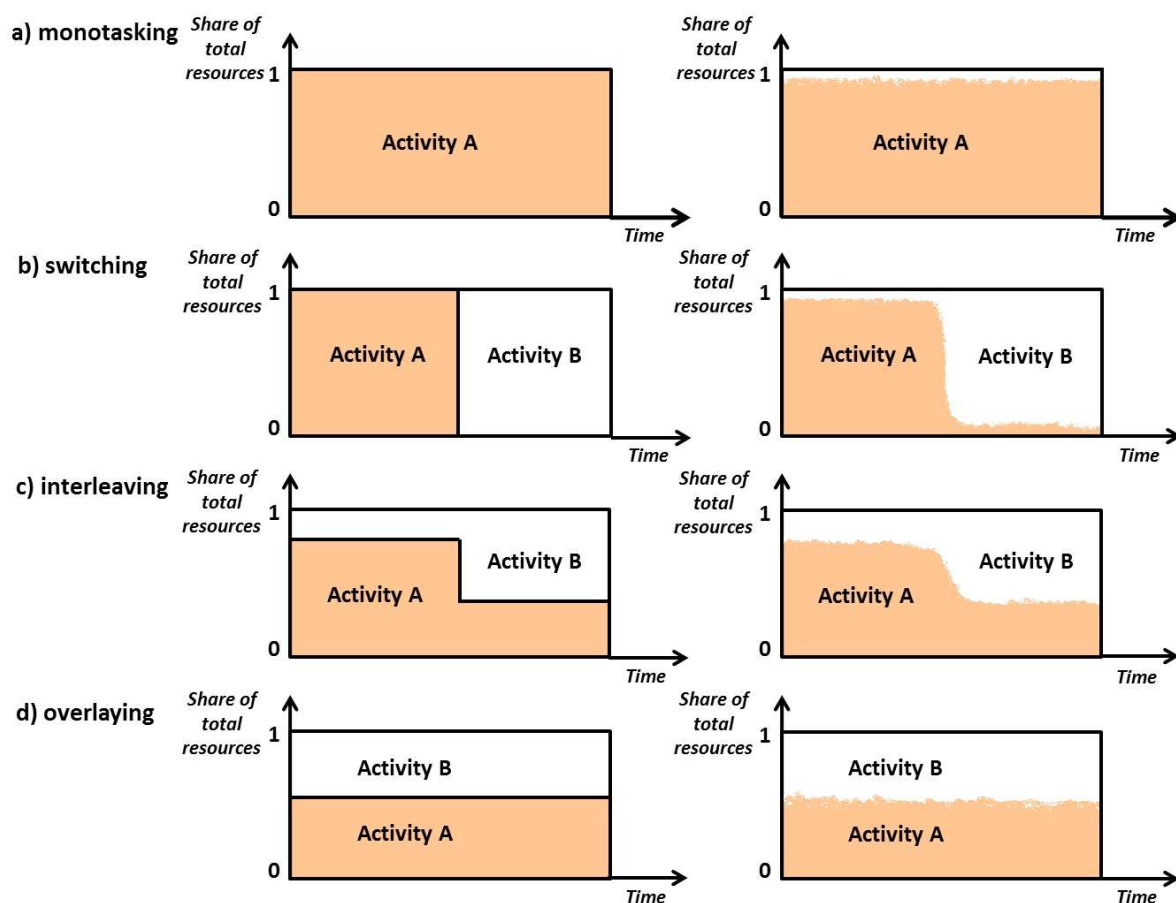 a) monotasking
Share of
total
resources
1
Activity A
0
Time
Share of
total
resources
1
Activity A
0
Time
b) switching
Share of
total
resources
1
Activity A
Activity B
0
Time
Share of
total
resources
1
Activity A
Activity B
0
Time
c) interleaving
Share of
total
resources
1
Activity B
Activity A
0
Time
Share of
total
resources
1
Activity B
Activity A
0
Time
d) overlaying
Share of
total
resources
1
Activity B
Activity A
0
Time
Share of
total
resources
1
Activity B
Activity A
0
Time